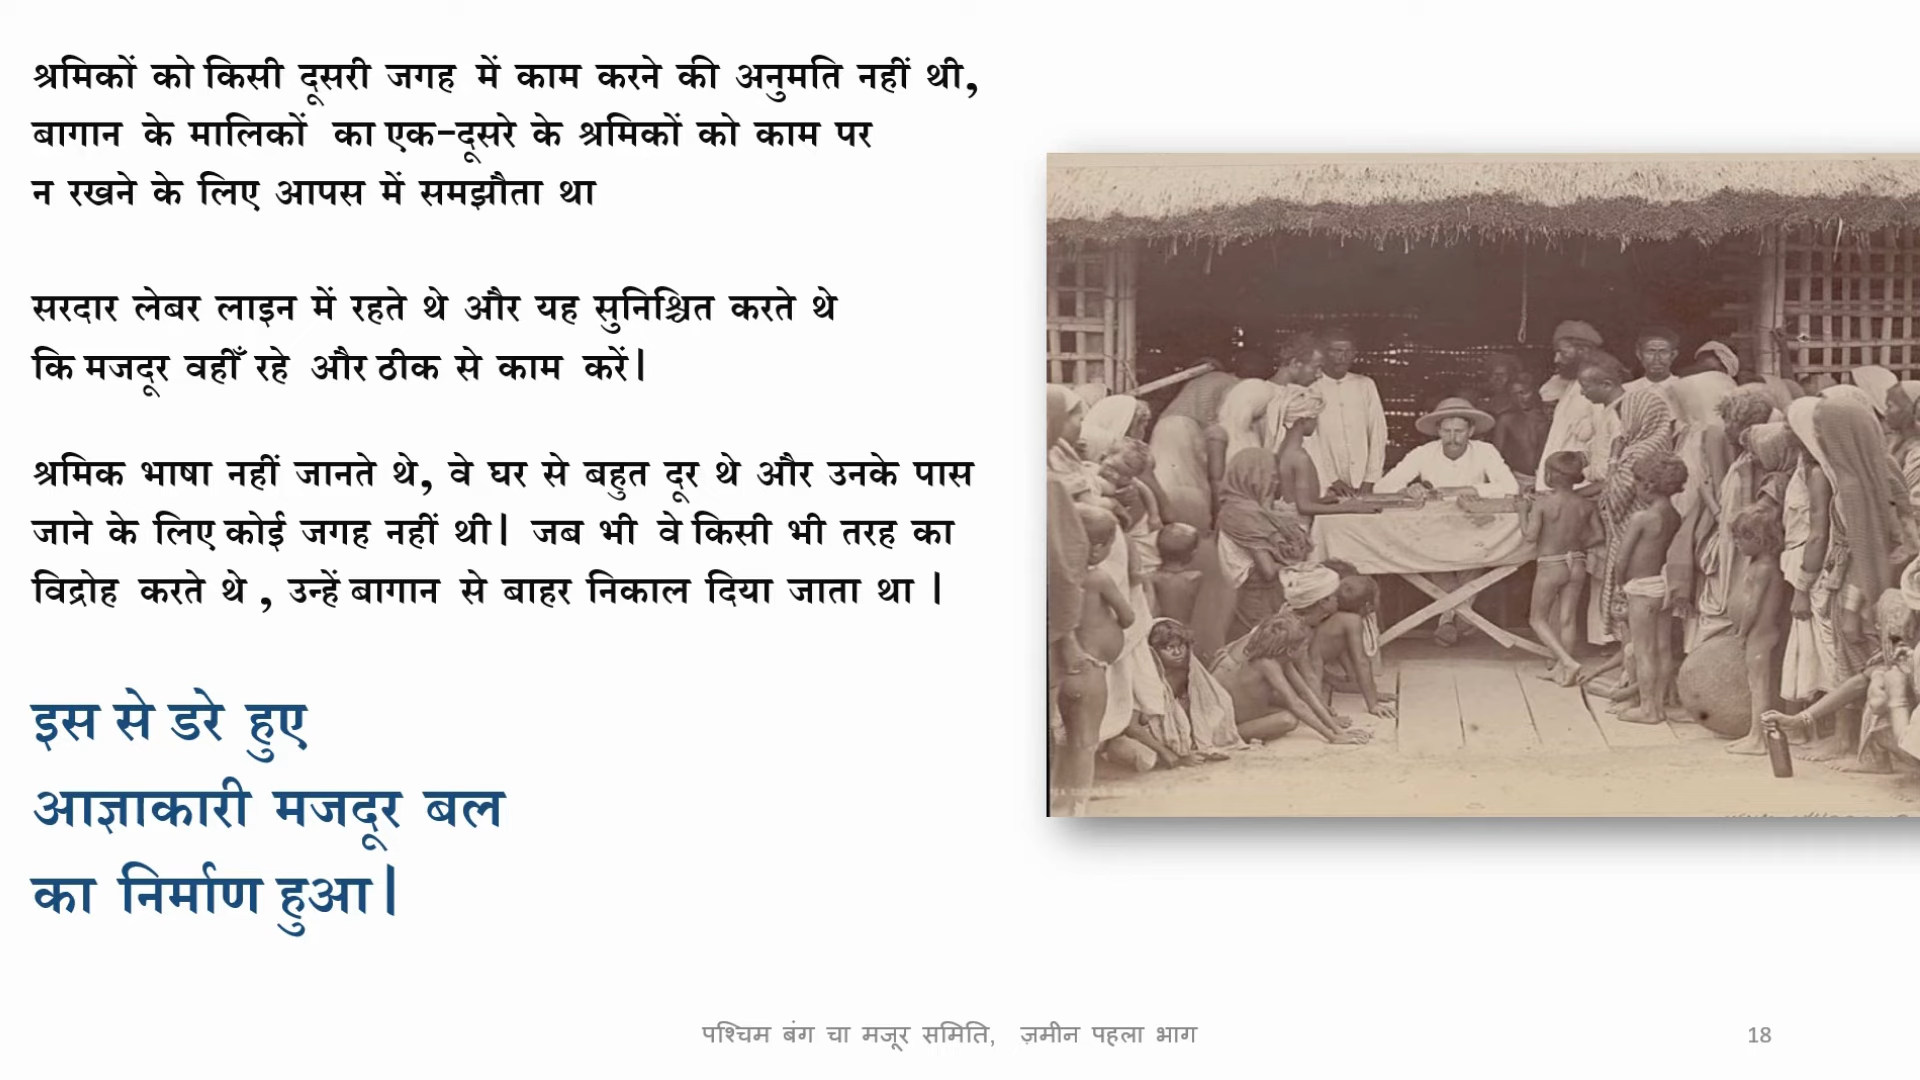 श्रमिकों को किसी दूसरी जगह में काम करने की अनुमति नहीं थी,
बागान के मालिकों का एक-दूसरे के श्रमिकों को काम पर
न रखने के लिए आपस में समझौता था
सरदार लेबर लाइन में रहते थे और यह सुनिश्चित करते थे
कि मजदूर वहीँ रहे और ठीक से काम करें|
श्रमिक भाषा नहीं जानते थे, वे घर से बहुत दूर थे और उनके पास
जाने के लिए कोई जगह नहीं थी| जब भी वे किसी भी तरह का
विद्रोह करते थे , उन्हें बागान से बाहर निकाल दिया जाता था |
इस से डरे हुए
आज्ञाकारी मजदूर बल
का निर्माण हुआ|
पश्चिम बंग चा मजूर समिति, ज़मीन पहला भाग
18